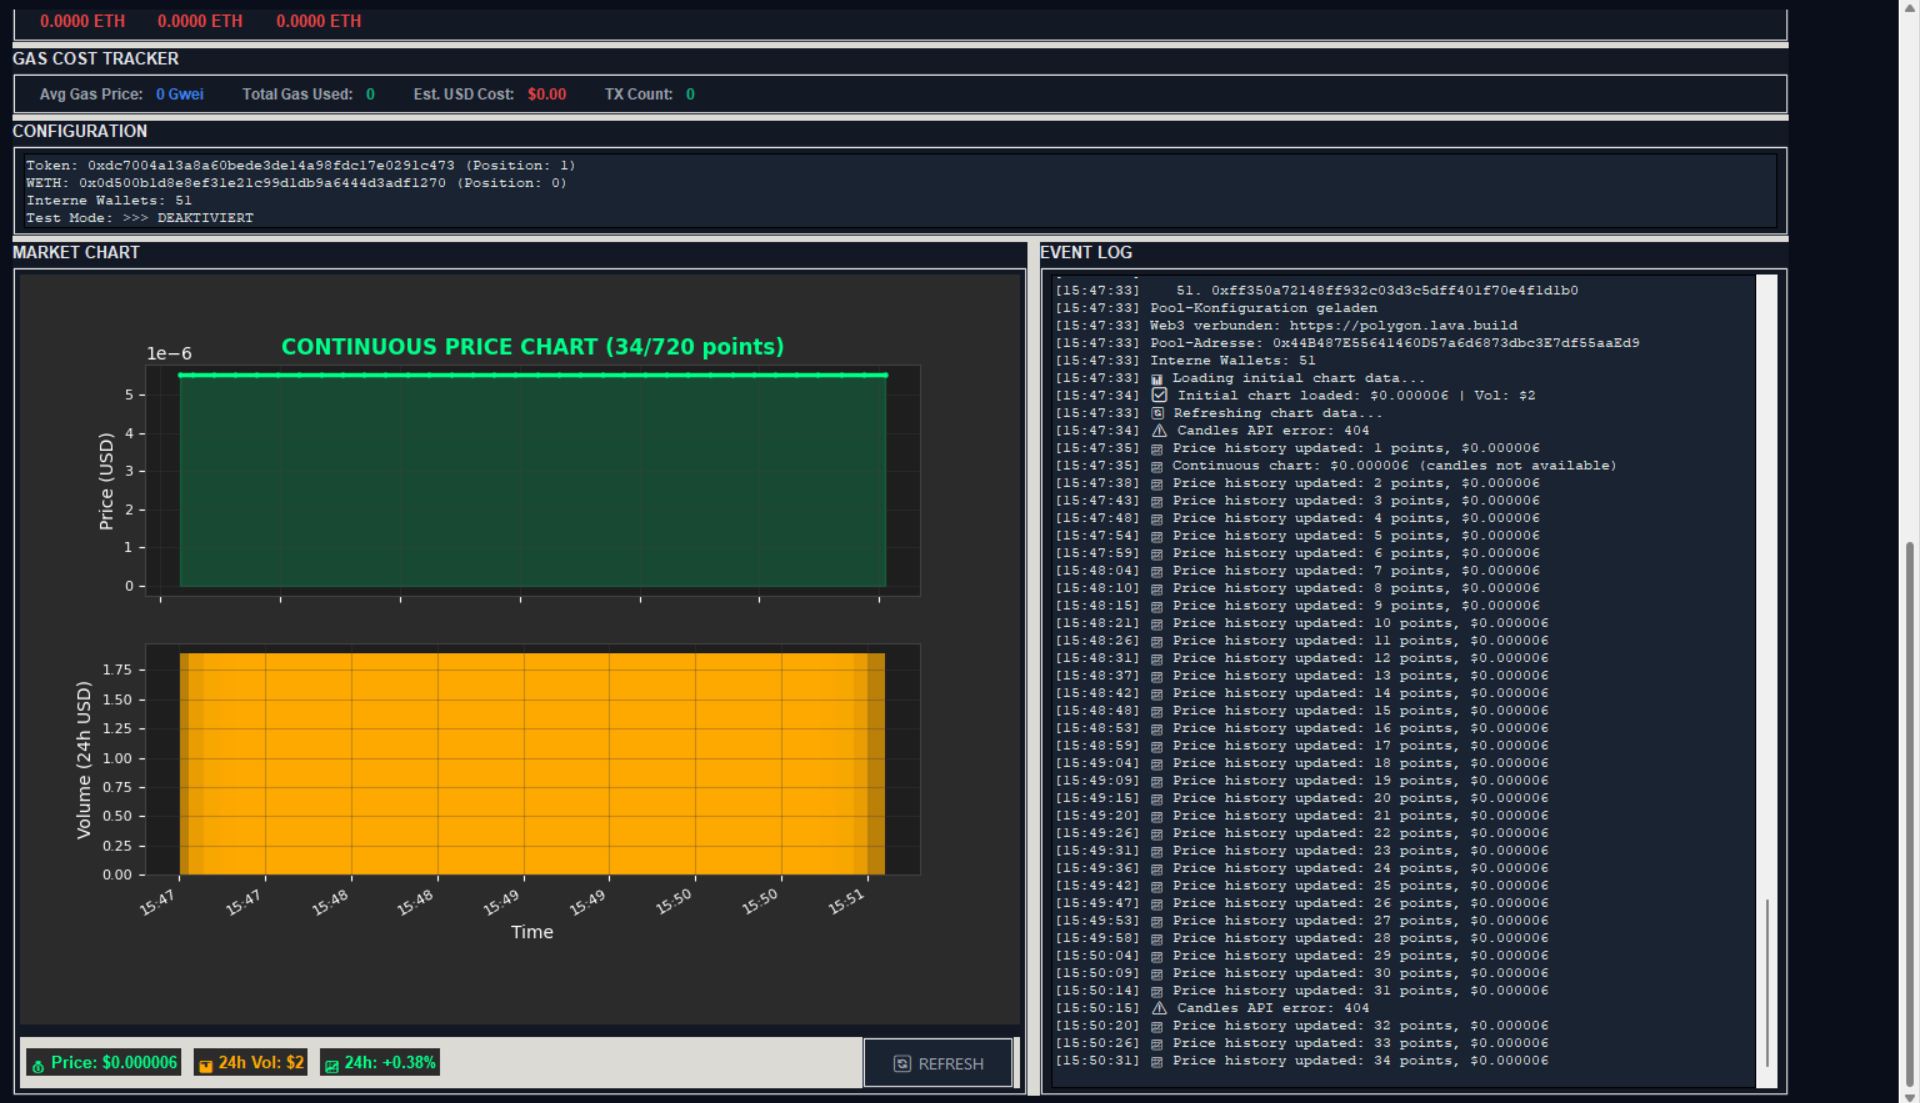 0.0000 ETH 0.0000 ETH 0.0000 ETH
GAS COST TRACKER
Avg Gas Price: 0 Gwei Total Gas Used: 0 Est. USD Cost: $0.00 TX Count: 0
CONFIGURATION
Token: 0xdc7004a13a8a60bede3de14a98fdc17e0291c473 (Position: 1)
WETH: 0x0d500b1d8e8ef31e21c99d1db9a6444d3adf1270 (Position: 0)
Interne Wallets: 51
Test Mode: >>> DEAKTIVIERT
MARKET CHART
1e−6
CONTINUOUS PRICE CHART (34/720 points)
Price (USD)
5
4
3
2
1
0
Volume (24h USD)
1.75
1.50
1.25
1.00
0.75
0.50
0.25
0.00
15:47 15:47 15:48 15:48 15:49 15:49 15:50 15:50 15:51
Time
Price: $0.000006 24h Vol: $2 24h: +0.38%
REFRESH
EVENT LOG
[15:47:33] 51. 0xff350a72148ff932c03d3c5dff401f70e4f1d1b0
[15:47:33] Pool-Konfiguration geladen
[15:47:33] Web3 verbunden: https://polygon.lava.build
[15:47:33] Pool-Adresse: 0x44B487E55641460D57a6d6873dbc3E7df55aaEd9
[15:47:33] Interne Wallets: 51
[15:47:33] Loading initial chart data...
[15:47:34] Initial chart loaded: $0.000006 | Vol: $2
[15:47:33] Refreshing chart data...
[15:47:34] Candles API error: 404
[15:47:35] Price history updated: 1 points, $0.000006
[15:47:35] Continuous chart: $0.000006 (candles not available)
[15:47:38] Price history updated: 2 points, $0.000006
[15:47:43] Price history updated: 3 points, $0.000006
[15:47:48] Price history updated: 4 points, $0.000006
[15:47:54] Price history updated: 5 points, $0.000006
[15:47:59] Price history updated: 6 points, $0.000006
[15:48:04] Price history updated: 7 points, $0.000006
[15:48:10] Price history updated: 8 points, $0.000006
[15:48:15] Price history updated: 9 points, $0.000006
[15:48:21] Price history updated: 10 points, $0.000006
[15:48:26] Price history updated: 11 points, $0.000006
[15:48:31] Price history updated: 12 points, $0.000006
[15:48:37] Price history updated: 13 points, $0.000006
[15:48:42] Price history updated: 14 points, $0.000006
[15:48:48] Price history updated: 15 points, $0.000006
[15:48:53] Price history updated: 16 points, $0.000006
[15:48:59] Price history updated: 17 points, $0.000006
[15:49:04] Price history updated: 18 points, $0.000006
[15:49:09] Price history updated: 19 points, $0.000006
[15:49:15] Price history updated: 20 points, $0.000006
[15:49:20] Price history updated: 21 points, $0.000006
[15:49:26] Price history updated: 22 points, $0.000006
[15:49:31] Price history updated: 23 points, $0.000006
[15:49:36] Price history updated: 24 points, $0.000006
[15:49:42] Price history updated: 25 points, $0.000006
[15:49:47] Price history updated: 26 points, $0.000006
[15:49:53] Price history updated: 27 points, $0.000006
[15:49:58] Price history updated: 28 points, $0.000006
[15:50:04] Price history updated: 29 points, $0.000006
[15:50:09] Price history updated: 30 points, $0.000006
[15:50:14] Price history updated: 31 points, $0.000006
[15:50:15] Candles API error: 404
[15:50:20] Price history updated: 32 points, $0.000006
[15:50:26] Price history updated: 33 points, $0.000006
[15:50:31] Price history updated: 34 points, $0.000006